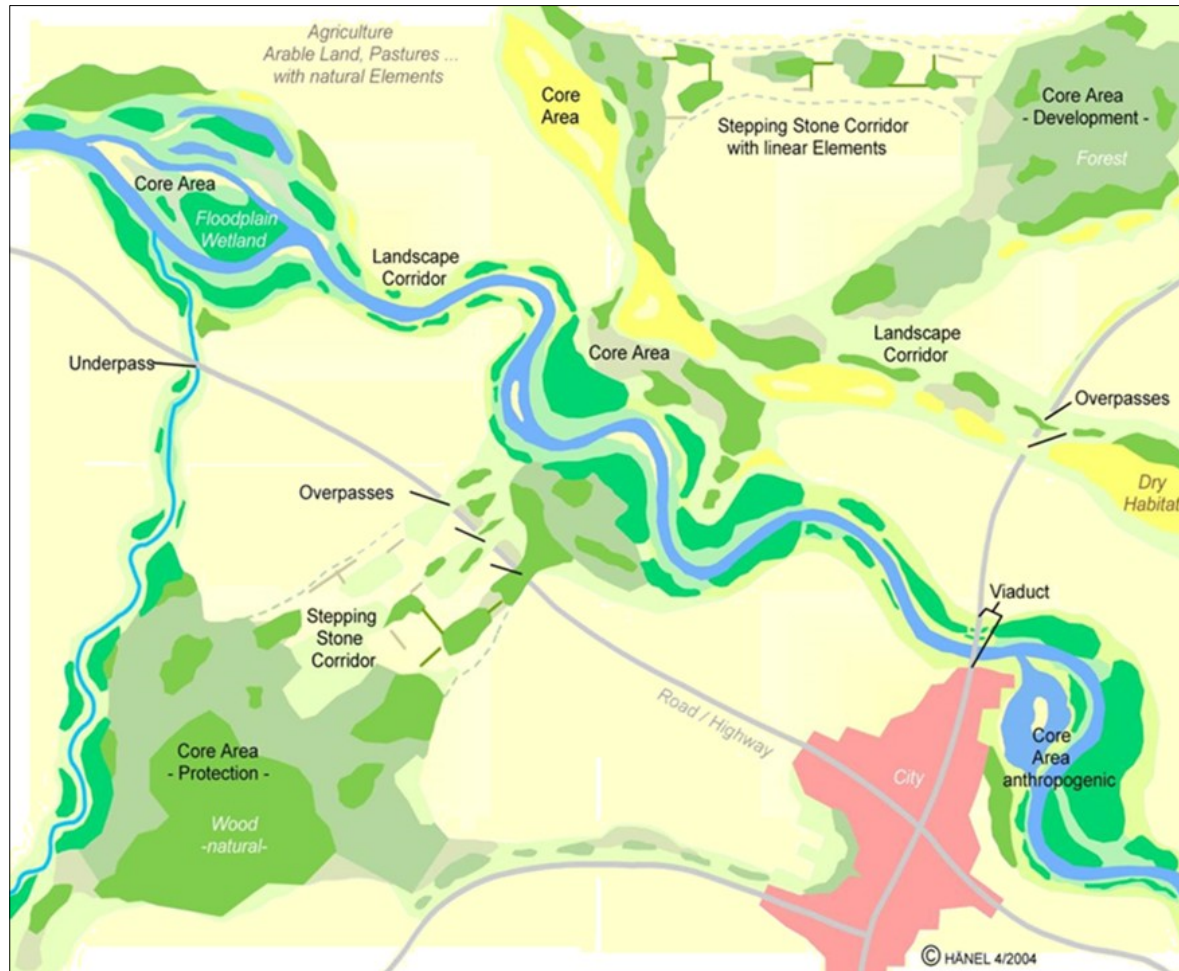 Agriculture
Arable Land, Pastures ...
with natural Elements
Core
Area
Stepping Stone Corridor
with linear Elements
Core Area
- Development -
Forest
Core Area
Floodplain
Wetland
Landscape
Corridor
Underpass
Core Area
Landscape
Corridor
Overpasses
Dry
Habitat
Overpasses
Stepping
Stone
Corridor
Viaduct
Road / Highway
Core Area
- Protection -
Wood
-natural-
City
Core
Area
anthropogenic
© HÄNEL 4/2004